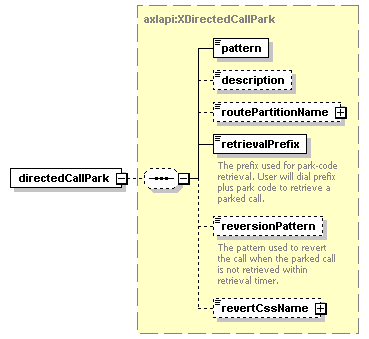 axlapi:XDirectedCallPark
pattern
description
routePartitionName
retrievalPrefix
The prefix used for park-code
retrieval. User will dial prefix
plus park code to retrieve a
parked call.
directedCallPark
reversionPattern
The pattern used to revert
the call when the parked call
is not retrieved within
retrieval timer.
revertCssName